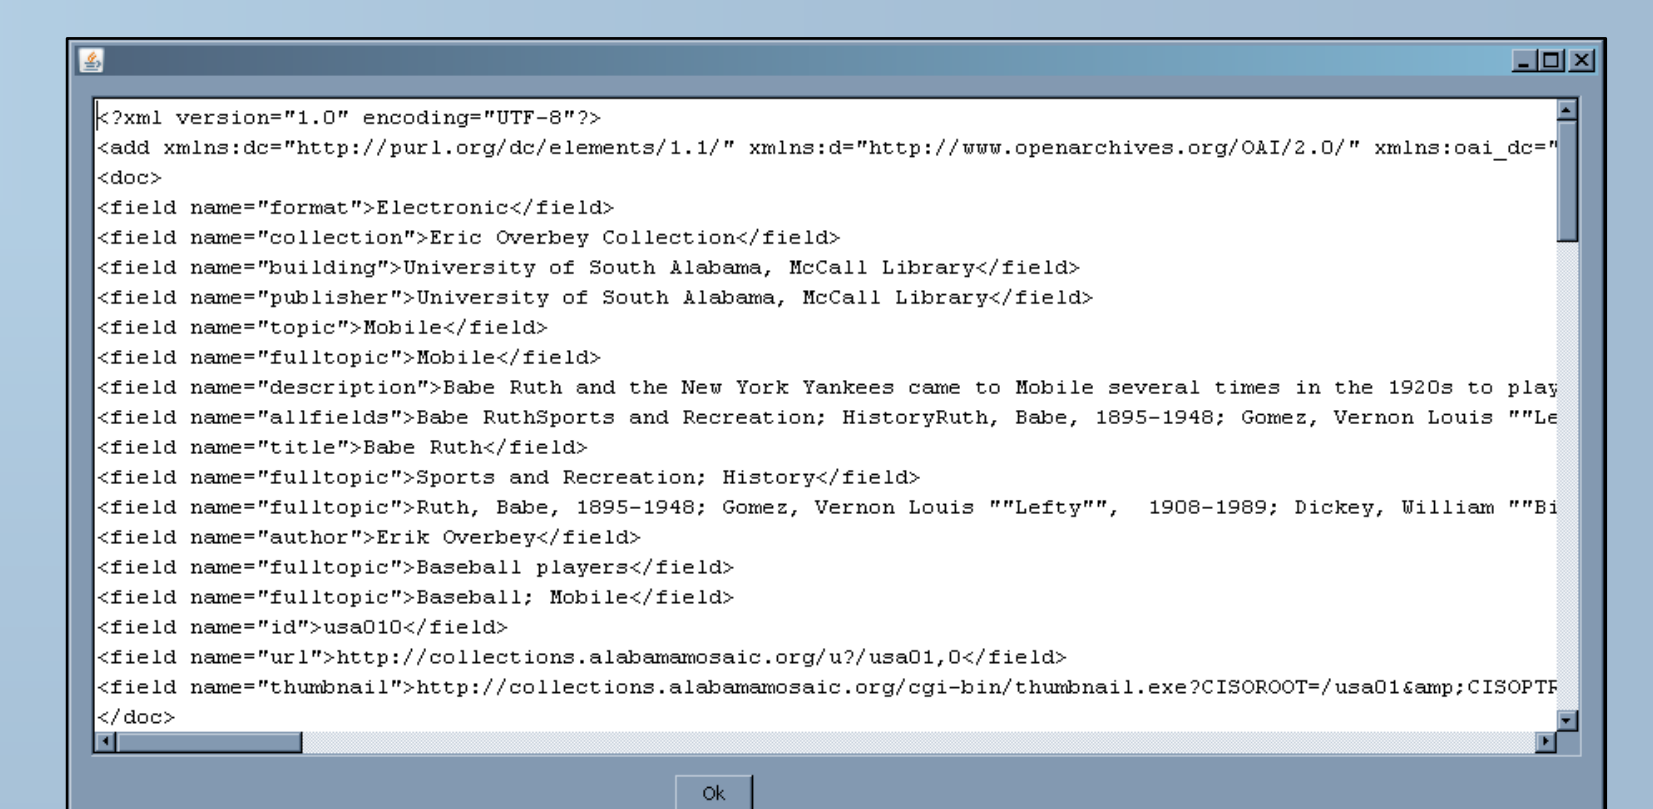 <?xml version="1.0" encoding="UTF-8"?>
<add xmlns:dc="http://purl.org/dc/elements/1.1/" xmlns:d="http://www.openarchives.org/OAI/2.0/" xmlns:oai_dc="
<doc>
<field name="format">Electronic</field>
<field name="collection">Eric Overbey Collection</field>
<field name="building">University of South Alabama, McCall Library</field>
<field name="publisher">University of South Alabama, McCall Library</field>
<field name="topic">Mobile</field>
<field name="fulltopic">Mobile</field>
<field name="description">Babe Ruth and the New York Yankees came to Mobile several times in the 1920s to play
<field name="allfields">Babe RuthSports and Recreation; HistoryRuth, Babe, 1895-1948; Gomez, Vernon Louis ""Le
<field name="title">Babe Ruth</field>
<field name="fulltopic">Sports and Recreation; History</field>
<field name="fulltopic">Ruth, Babe, 1895-1948; Gomez, Vernon Louis ""Lefty"",  1908-1989; Dickey, William ""Bi
<field name="author">Erik Overbey</field>
<field name="fulltopic">Baseball players</field>
<field name="fulltopic">Baseball; Mobile</field>
<field name="id">usa010</field>
<field name="url">http://collections.alabamamosaic.org/u?/usa01,0</field>
<field name="thumbnail">http://collections.alabamamosaic.org/cgi-bin/thumbnail.exe?CISOROOT=/usa01&amp;CISOPTR
</doc>
Ok